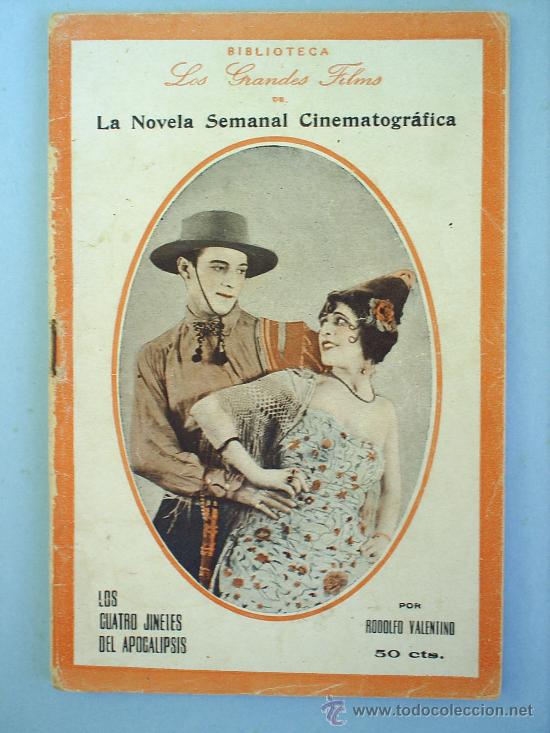 BIBLIOTECA
Los Grandes Films
DE
La Novela Semanal Cinematográfica
LOS
CUATRO JINETES
DEL APOCALIPSIS
POR
RODOLFO VALENTINO
50 cts.
todocoleccion
www.todocoleccion.net